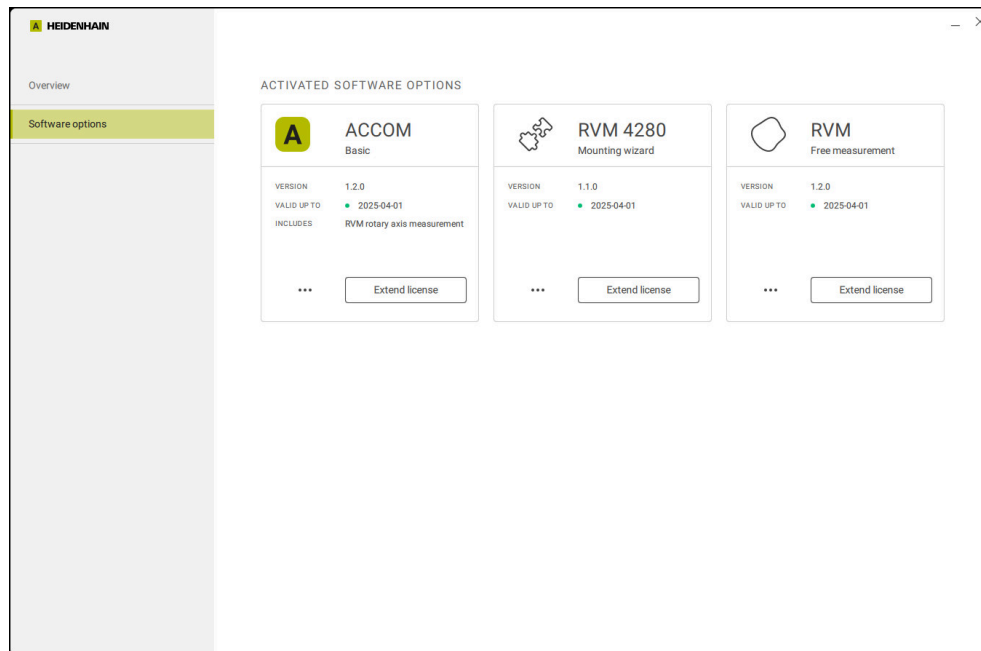 A HEIDENHAIN
Overview
Software options
ACTIVATED SOFTWARE OPTIONS
A
ACCOM
Basic
VERSION 1.2.0
VALID UP TO 2025-04-01
INCLUDES RVM rotary axis measurement
Extend license
RVM 4280
Mounting wizard
VERSION 1.1.0
VALID UP TO 2025-04-01
Extend license
RVM
Free measurement
VERSION 1.2.0
VALID UP TO 2025-04-01
Extend license